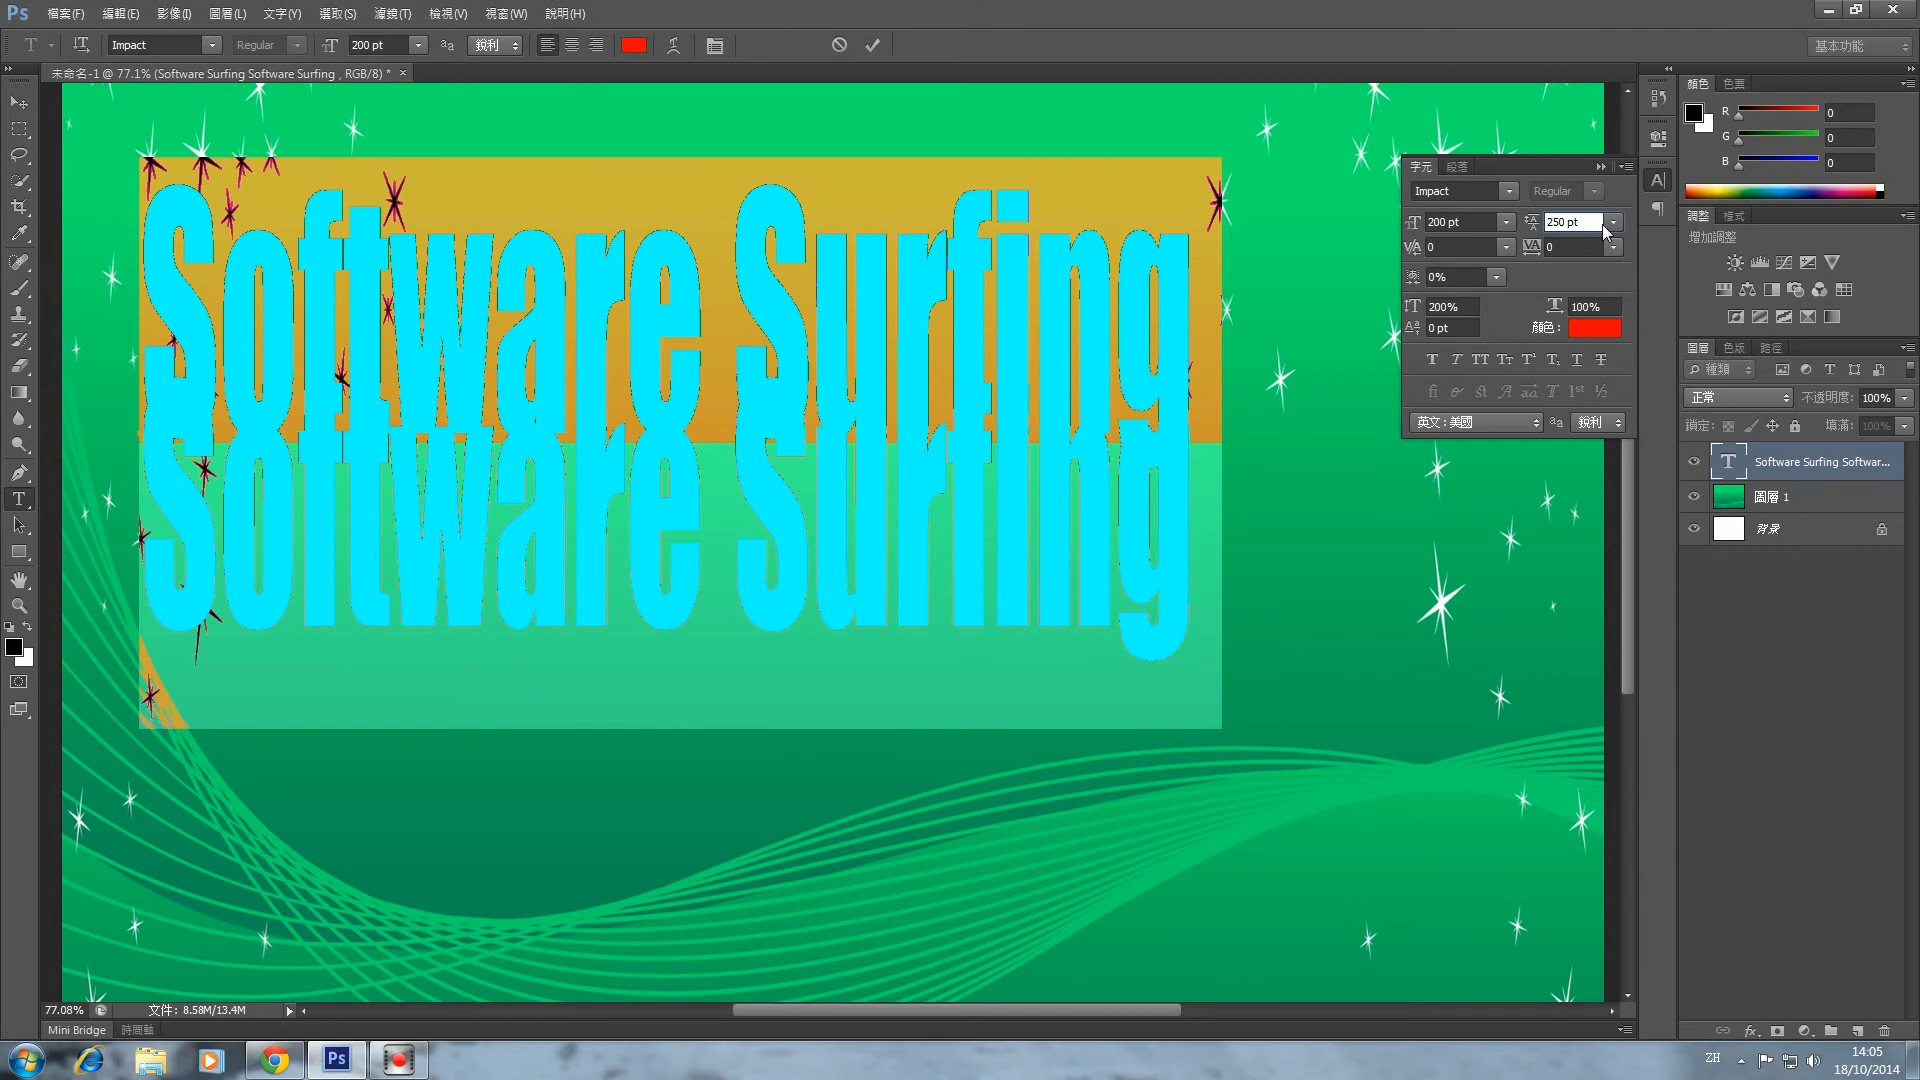 Ps 檔案(F) 編輯(E) 影像(I) 圖層(L) 文字(Y) 選取(S) 濾鏡(T) 檢視(V) 視窗(W) 說明(H)
T Impact Regular 200 pt aa 銳利 基本功能
未命名-1 @ 77.1% (Software Surfing Software Surfing , RGB/8) * ×
Software Surfing
Software Surfing
顏色 色票
R 0
G 0
B 0
字元 段落
Impact Regular
200 pt 250 pt
0 0
0%
200% 100%
0 pt 顏色：
英文：美國 aa 銳利
調整 樣式
增加調整
圖層 色版 路徑
種類
正常 不透明度： 100%
鎖定： 填滿： 100%
Software Surfing Softwar...
圖層 1
背景
77.08% 文件：8.58M/13.4M
Mini Bridge 時間軸
Ps
ZH
14:05
18/10/2014